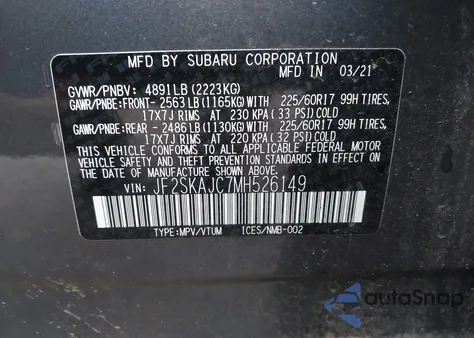 MFD BY SUBARU CORPORATION
IN 03/21
GVWR/PNBV: 4891LB (2223KG)
GAWR/PNBE:FRONT- 2563LB (1165KG)WITH 225/60R17 99H TIRES,
17X7J RIMS AT 230 KPA (33 PSI) COLD
GAWR/PNBE:REAR - 2486LB (1130KG)WITH 225/60R17 99H TIRES,
17X7J RIMS AT 220 KPA (32 PSI) COLD
THIS VEHICLE CONFORMS TO ALL APPLICABLE U.S. FEDERAL MOTOR
VEHICLE SAFETY AND THEFT PREVENTION STANDARDS IN EFFECT ON
THE DATE OF MANUFACTURE SHOWN ABOVE.
VIN: JF2SKAJC7MH526149
TYPE:MPV/VTUM ICES/NMB-002
autoSnap